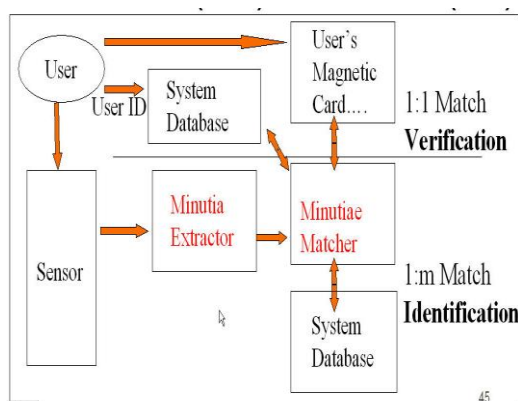 User
User ID
System
Database
User's
Magnetic
Card....
1:1 Match
Verification
Sensor
Minutia
Extractor
Minutiae
Matcher
1:m Match
Identification
System
Database
45